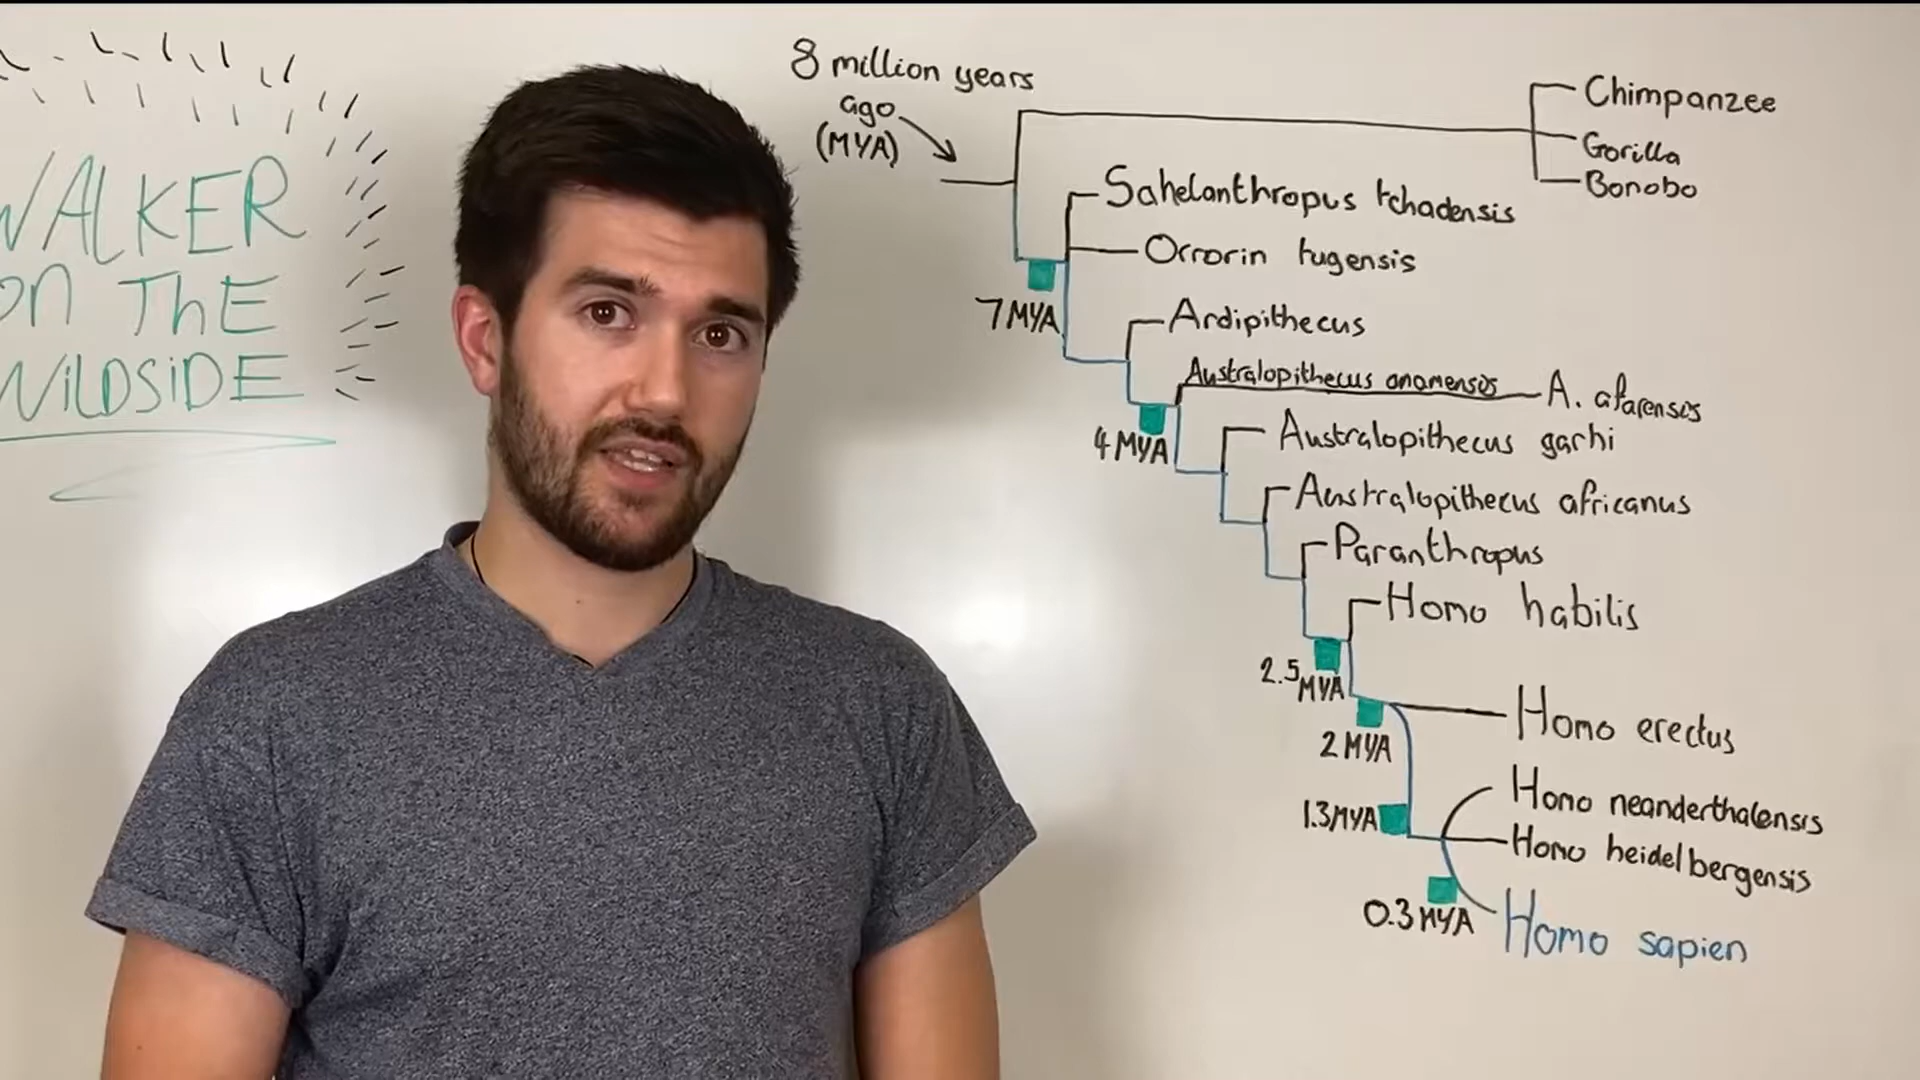 WALKER
ON ThE
WiLDSiDE
8 million years
ago
(MYA)
Chimpanzee
Gorilla
Bonobo
Sahelanthropus tchadensis
Orrorin tugensis
7 MYA
Ardipithecus
Australopithecus anamensis
A. afarensis
4 MYA
Australopithecus garhi
Australopithecus africanus
Paranthropus
Homo habilis
2.5 MYA
Homo erectus
2 MYA
Homo neanderthalensis
1.3 MYA
Homo heidelbergensis
0.3 MYA
Homo sapien